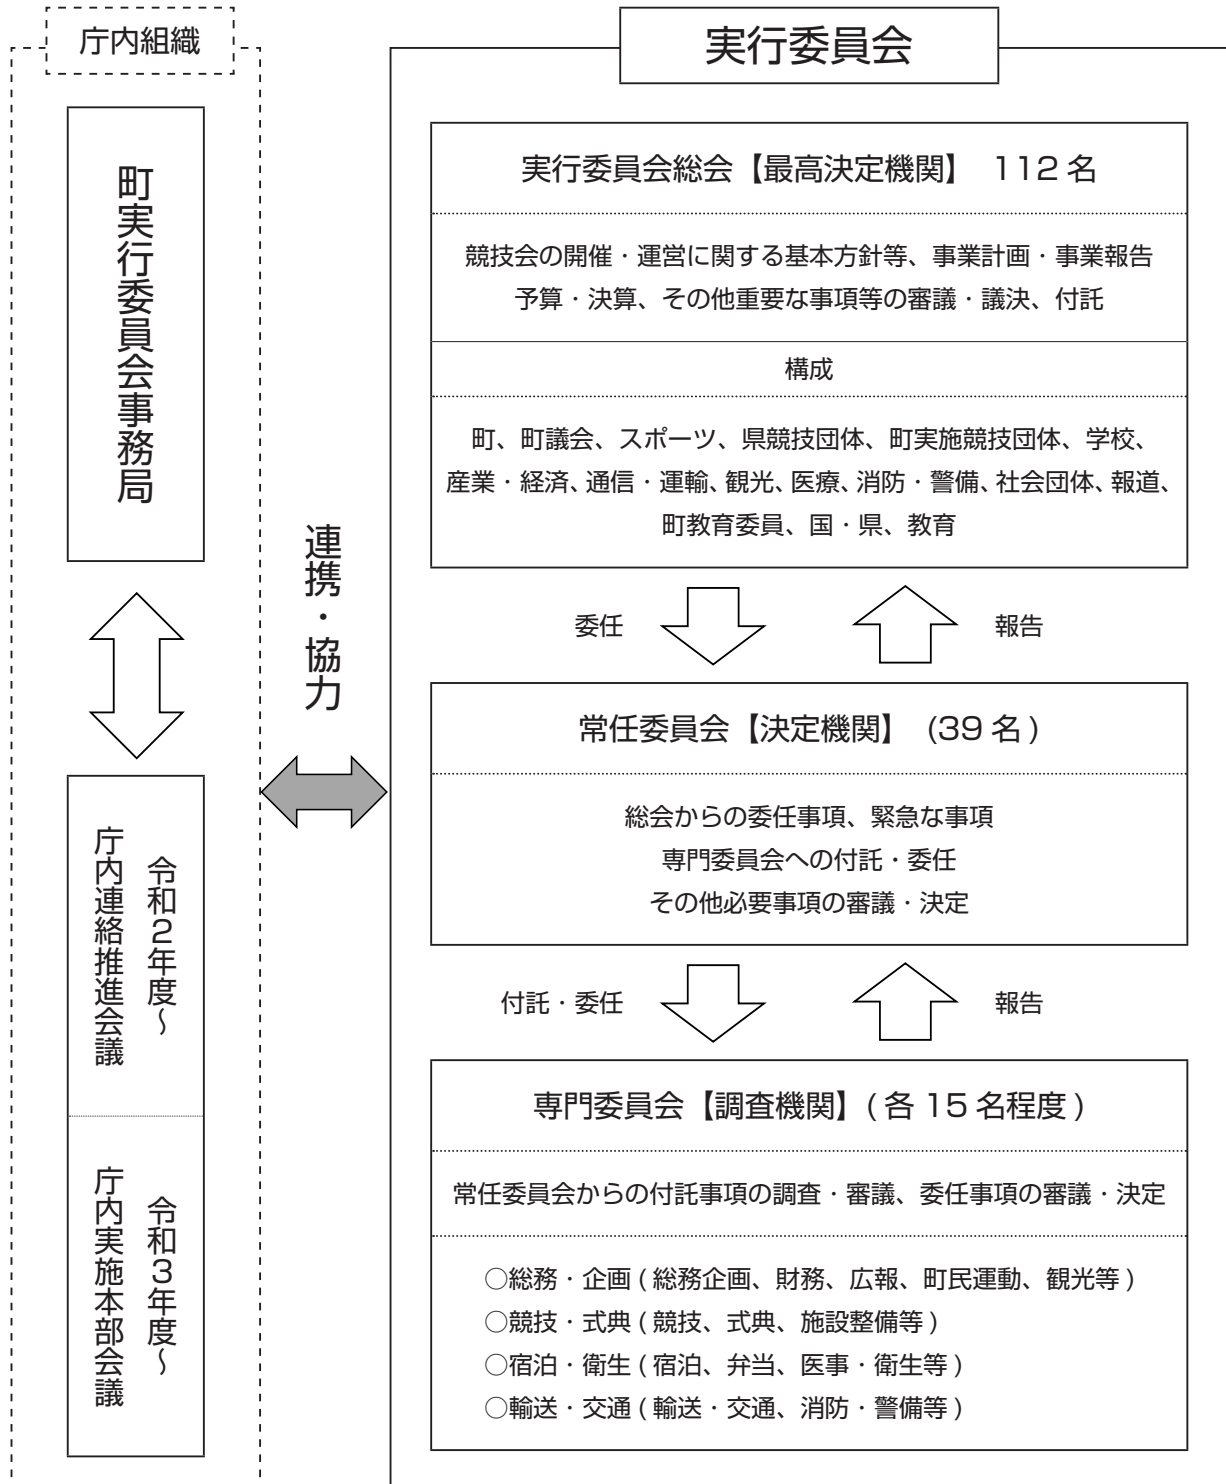 庁内組織
町実行委員会事務局
令和2年度〜
庁内連絡推進会議
令和3年度〜
庁内実施本部会議
連携・協力
実行委員会
実行委員会総会【最高決定機関】 112名
競技会の開催・運営に関する基本方針等、事業計画・事業報告
予算・決算、その他重要な事項等の審議・議決、付託
構成
町、町議会、スポーツ、県競技団体、町実施競技団体、学校、
産業・経済、通信・運輸、観光、医療、消防・警備、社会団体、報道、
町教育委員、国・県、教育
委任
報告
常任委員会【決定機関】 (39名)
総会からの委任事項、緊急な事項
専門委員会への付託・委任
その他必要事項の審議・決定
付託・委任
報告
専門委員会【調査機関】(各15名程度)
常任委員会からの付託事項の調査・審議、委任事項の審議・決定
○総務・企画(総務企画、財務、広報、町民運動、観光等)
○競技・式典(競技、式典、施設整備等)
○宿泊・衛生(宿泊、弁当、医事・衛生等)
○輸送・交通(輸送・交通、消防・警備等)